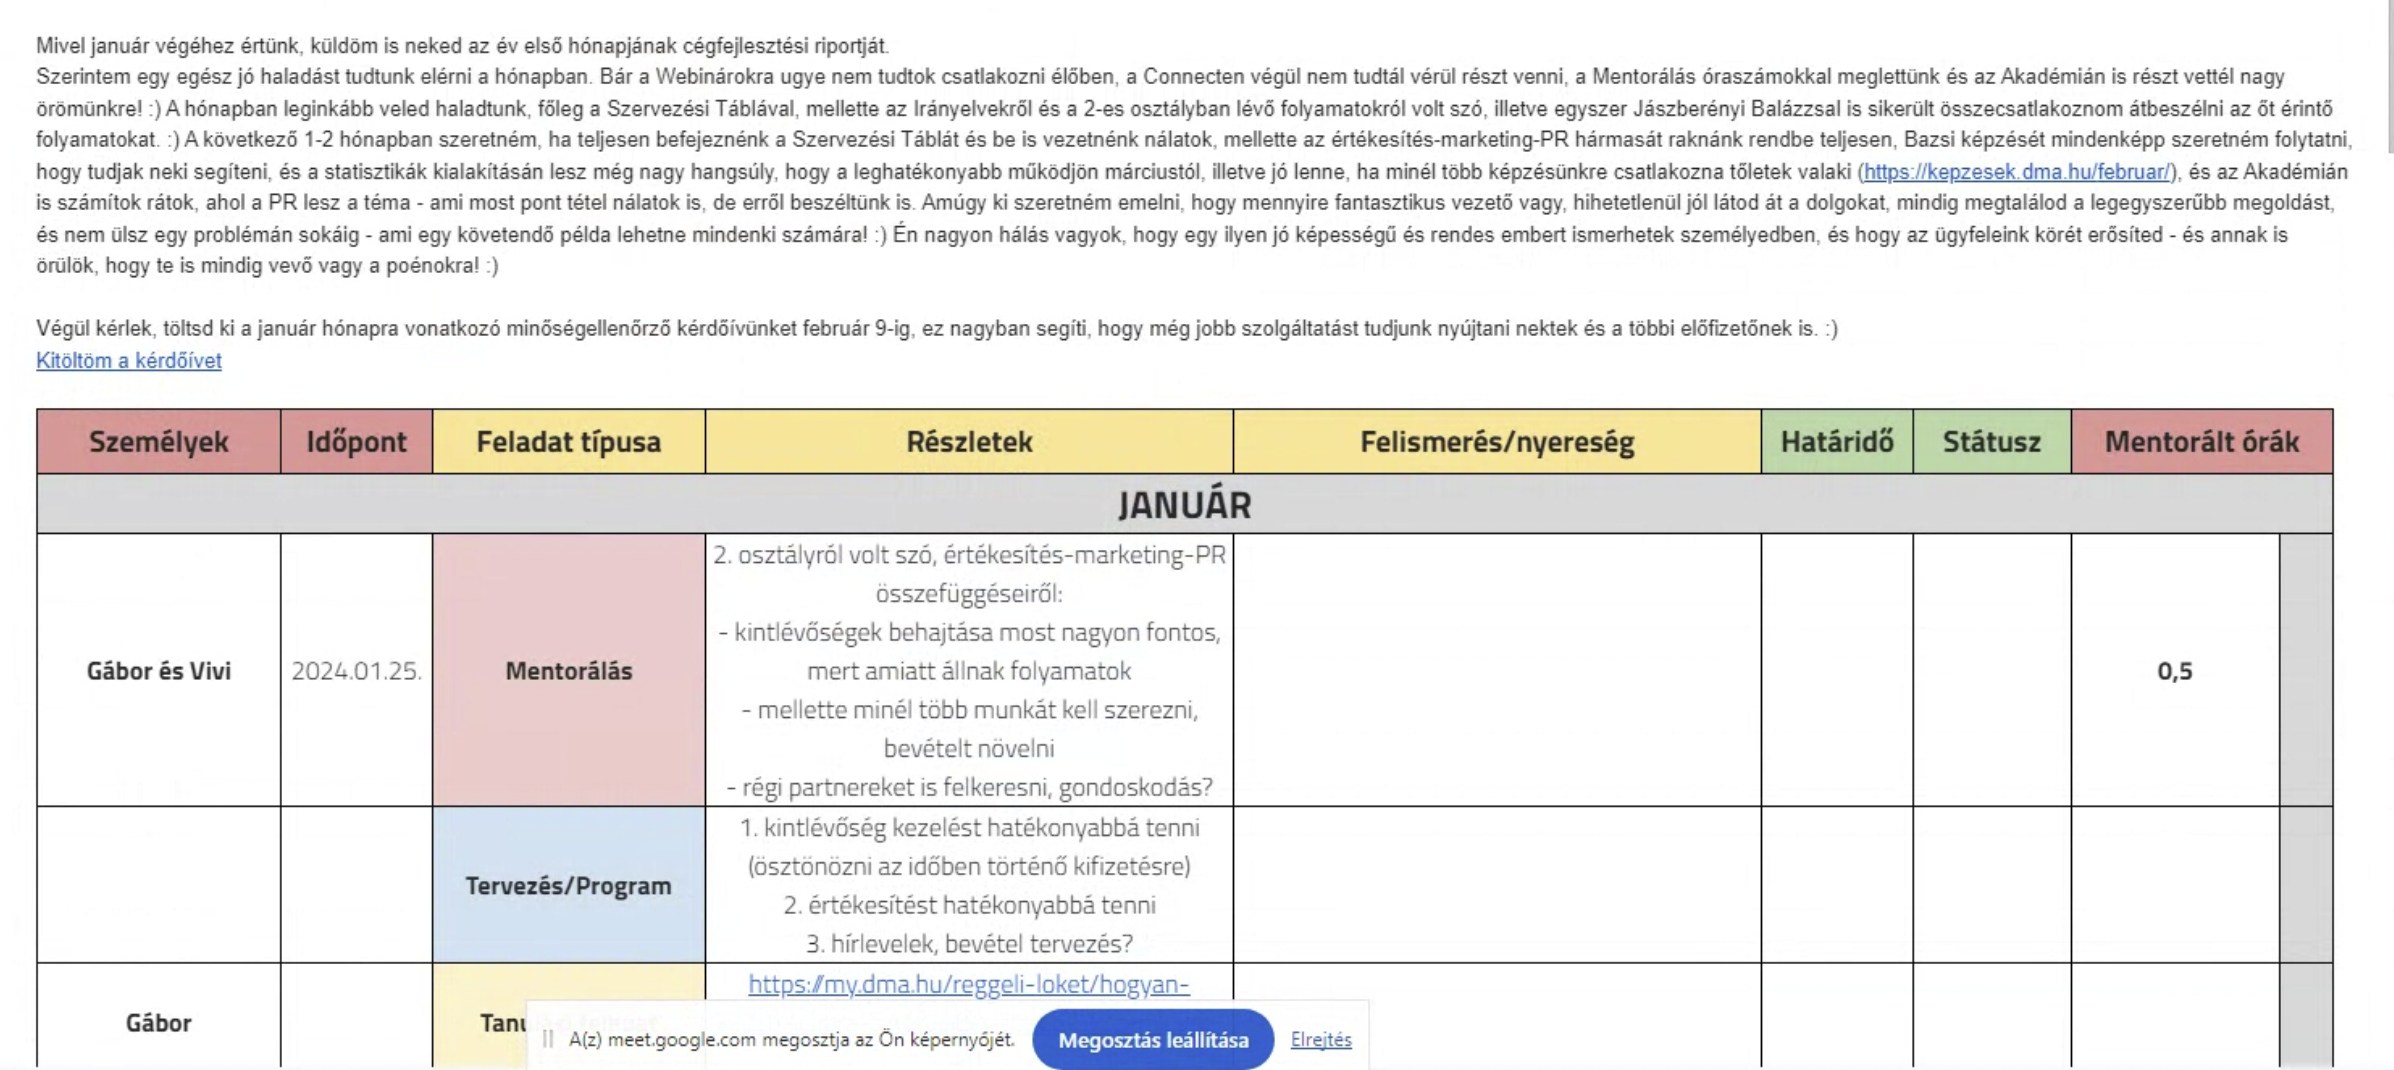 Mivel január végéhez értünk, küldöm is neked az év első hónapjának cégfejlesztési riportját.
Szerintem egy egész jó haladást tudtunk elérni a hónapban. Bár a Webinárokra ugye nem tudtok csatlakozni élőben, a Connecten végül nem tudtál vérül részt venni, a Mentorálás óraszámokkal meglettünk és az Akadémián is részt vettél nagy
örömünkre! :) A hónapban leginkább veled haladtunk, főleg a Szervezési Táblával, mellette az Irányelvekről és a 2-es osztályban lévő folyamatokról volt szó, illetve egyszer Jászberényi Balázzsal is sikerült összecsatlakoznom átbeszélni az őt érintő
folyamatokat. :) A következő 1-2 hónapban szeretném, ha teljesen befejeznénk a Szervezési Táblát és be is vezetnénk nálatok, mellette az értékesítés-marketing-PR hármasát raknánk rendbe teljesen, Bazsi képzését mindenképp szeretném folytatni,
hogy tudjak neki segíteni, és a statisztikák kialakításán lesz még nagy hangsúly, hogy a leghatékonyabb működjön márciustól, illetve jó lenne, ha minél több képzésünkre csatlakozna tőletek valaki (https://kepzesek.dma.hu/februar/), és az Akadémián
is számítok rátok, ahol a PR lesz a téma - ami most pont tétel nálatok is, de erről beszéltünk is. Amúgy ki szeretném emelni, hogy mennyire fantasztikus vezető vagy, hihetetlenül jól látod át a dolgokat, mindig megtalálod a legegyszerűbb megoldást,
és nem ülsz egy problémán sokáig - ami egy követendő példa lehetne mindenki számára! :) Én nagyon hálás vagyok, hogy egy ilyen jó képességű és rendes embert ismerhetek személyedben, és hogy az ügyfeleink körét erősíted - és annak is
örülök, hogy te is mindig vevő vagy a poénokra! :)
Végül kérlek, töltsd ki a január hónapra vonatkozó minőségellenőrző kérdőívünket február 9-ig, ez nagyban segíti, hogy még jobb szolgáltatást tudjunk nyújtani nektek és a többi előfizetőnek is. :)
Kitöltöm a kérdőívet
Személyek Időpont Feladat típusa Részletek Felismerés/nyereség Határidő Státusz Mentorált órák
JANUÁR
2. osztályról volt szó, értékesítés-marketing-PR
összefüggéseiről:
- kintlévőségek behajtása most nagyon fontos,
Gábor és Vivi 2024.01.25. Mentorálás mert amiatt állnak folyamatok 0,5
- mellette minél több munkát kell szerezni,
bevételt növelni
- régi partnereket is felkeresni, gondoskodás?
1. kintlévőség kezelést hatékonyabbá tenni
(ösztönözni az időben történő kifizetésre)
Tervezés/Program
2. értékesítést hatékonyabbá tenni
3. hírlevelek, bevétel tervezés?
https://my.dma.hu/reggeli-loket/hogyan-
Gábor
A(z) meet.google.com megosztja az Ön képernyőjét. Megosztás leállítása Elrejtés